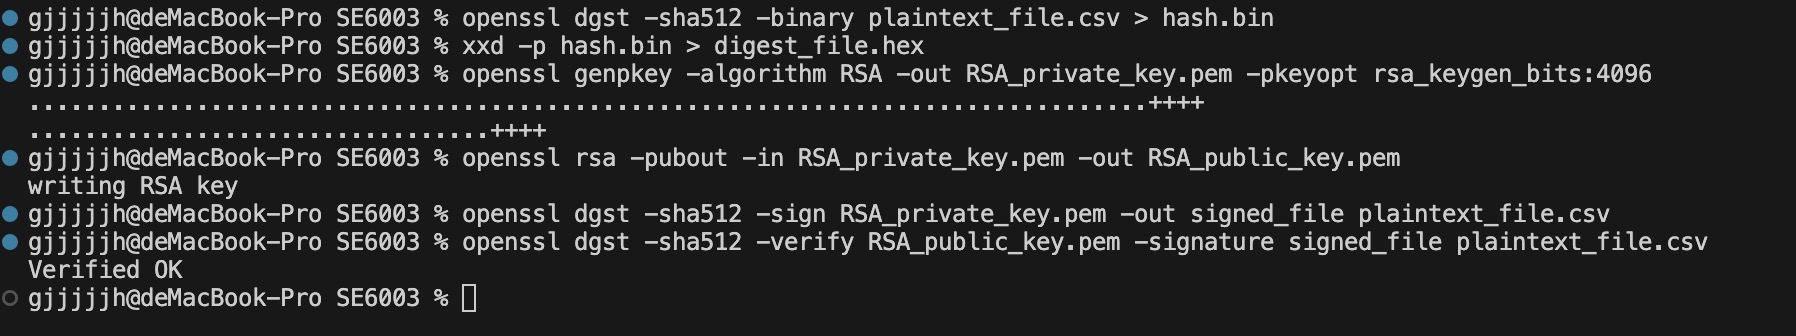 gjjjjjh@deMacBook-Pro SE6003 % openssl dgst -sha512 -binary plaintext_file.csv > hash.bin
gjjjjjh@deMacBook-Pro SE6003 % xxd -p hash.bin > digest_file.hex
gjjjjjh@deMacBook-Pro SE6003 % openssl genpkey -algorithm RSA -out RSA_private_key.pem -pkeyopt rsa_keygen_bits:4096
................................................................................++++
.................................++++
gjjjjjh@deMacBook-Pro SE6003 % openssl rsa -pubout -in RSA_private_key.pem -out RSA_public_key.pem
writing RSA key
gjjjjjh@deMacBook-Pro SE6003 % openssl dgst -sha512 -sign RSA_private_key.pem -out signed_file plaintext_file.csv
gjjjjjh@deMacBook-Pro SE6003 % openssl dgst -sha512 -verify RSA_public_key.pem -signature signed_file plaintext_file.csv
Verified OK
gjjjjjh@deMacBook-Pro SE6003 %